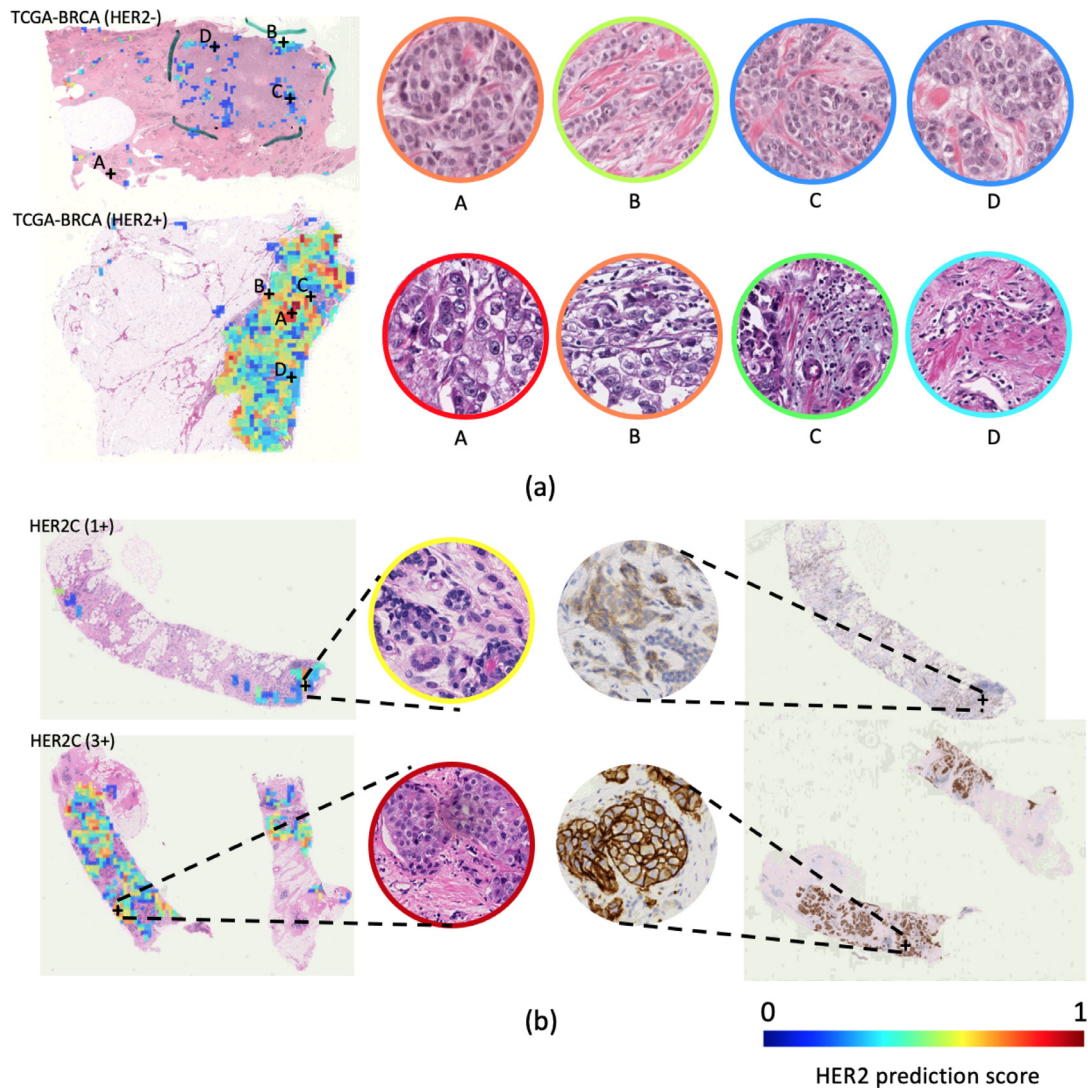 TCGA-BRCA (HER2-)
D B
C
A
A B C D
TCGA-BRCA (HER2+)
B C
A
D
A B C D
(a)
HER2C (1+)
HER2C (3+)
(b)
0 1
HER2 prediction score